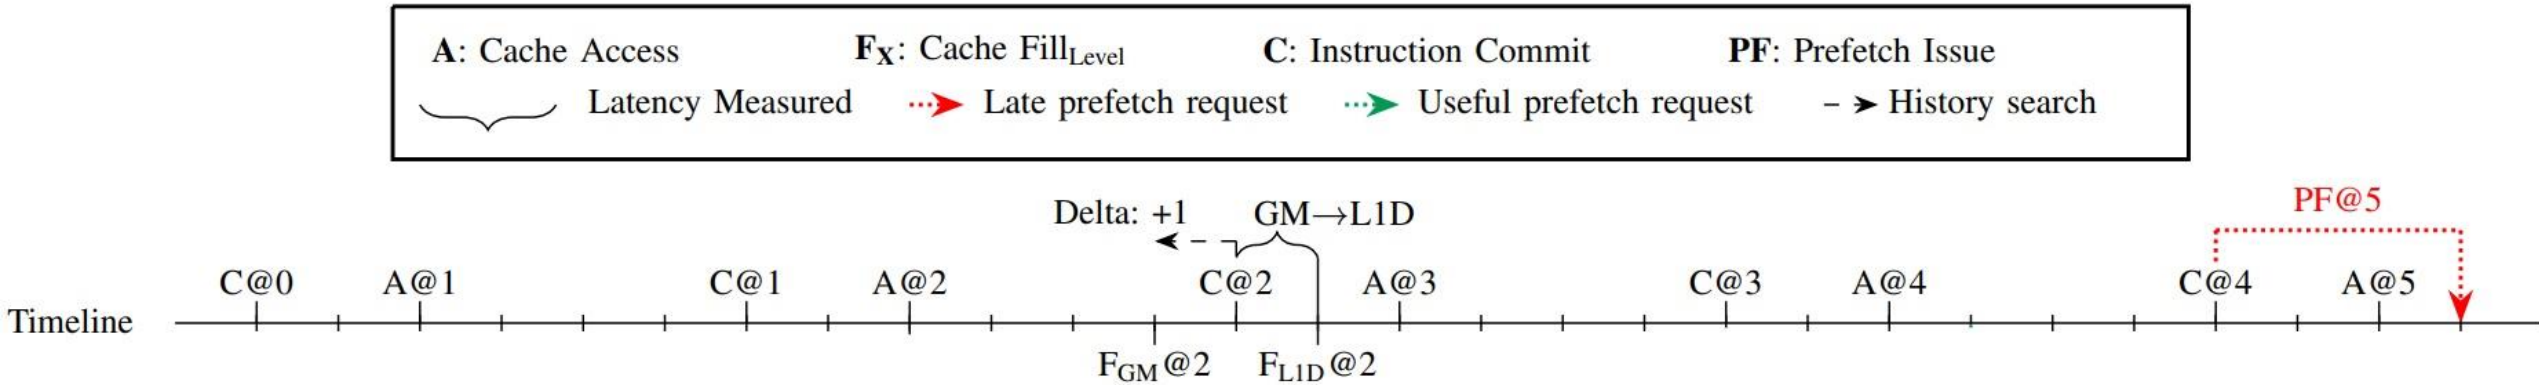 A: Cache Access F_X: Cache Fill_Level C: Instruction Commit PF: Prefetch Issue
Latency Measured Late prefetch request Useful prefetch request History search
PF@5
Delta: +1 GM→L1D
C@0 A@1 C@1 A@2 C@2 A@3 C@3 A@4 C@4 A@5
Timeline
F_GM@2 F_L1D@2